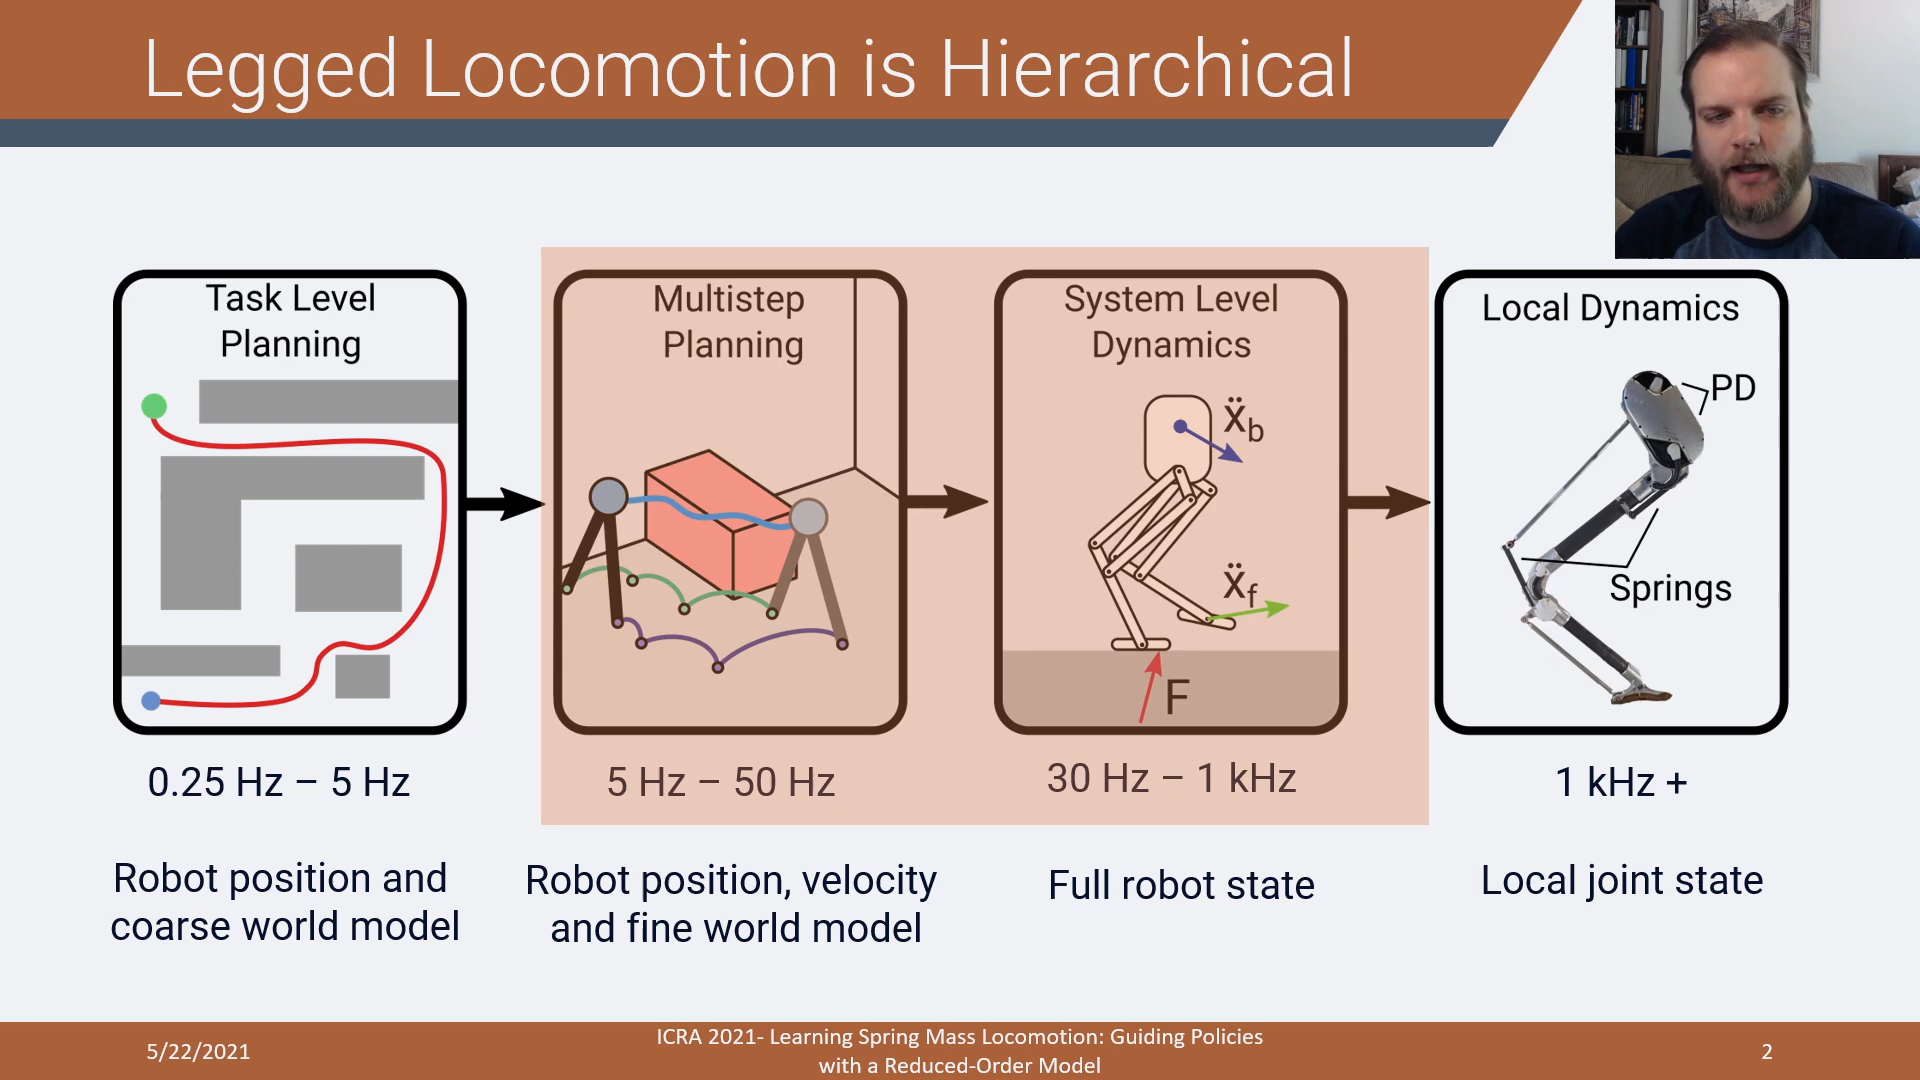 Legged Locomotion is Hierarchical
Task Level
Planning
Multistep
Planning
System Level
Dynamics
Local Dynamics
PD
Springs
ẍb
ẍf
F
0.25 Hz – 5 Hz
5 Hz – 50 Hz
30 Hz – 1 kHz
1 kHz +
Robot position and
coarse world model
Robot position, velocity
and fine world model
Full robot state
Local joint state
5/22/2021
ICRA 2021- Learning Spring Mass Locomotion: Guiding Policies
with a Reduced-Order Model
2